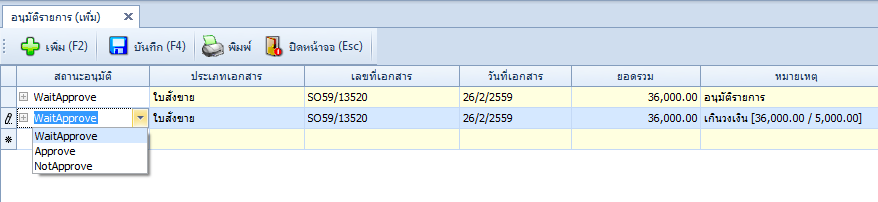 อนุมัติรายการ (เพิ่ม)
เพิ่ม (F2) บันทึก (F4) พิมพ์ ปิดหน้าจอ (Esc)
สถานะอนุมัติ ประเภทเอกสาร เลขที่เอกสาร วันที่เอกสาร ยอดรวม หมายเหตุ
WaitApprove ใบสั่งขาย SO59/13520 26/2/2559 36,000.00 อนุมัติรายการ
WaitApprove ใบสั่งขาย SO59/13520 26/2/2559 36,000.00 เกินวงเงิน [36,000.00 / 5,000.00]
WaitApprove
Approve
NotApprove